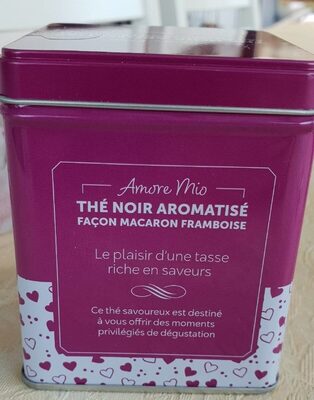 Amore Mio
THÉ NOIR AROMATISÉ
FAÇON MACARON FRAMBOISE
Le plaisir d'une tasse
riche en saveurs
Ce thé savoureux est destiné
à vous offrir des moments
privilégiés de dégustation